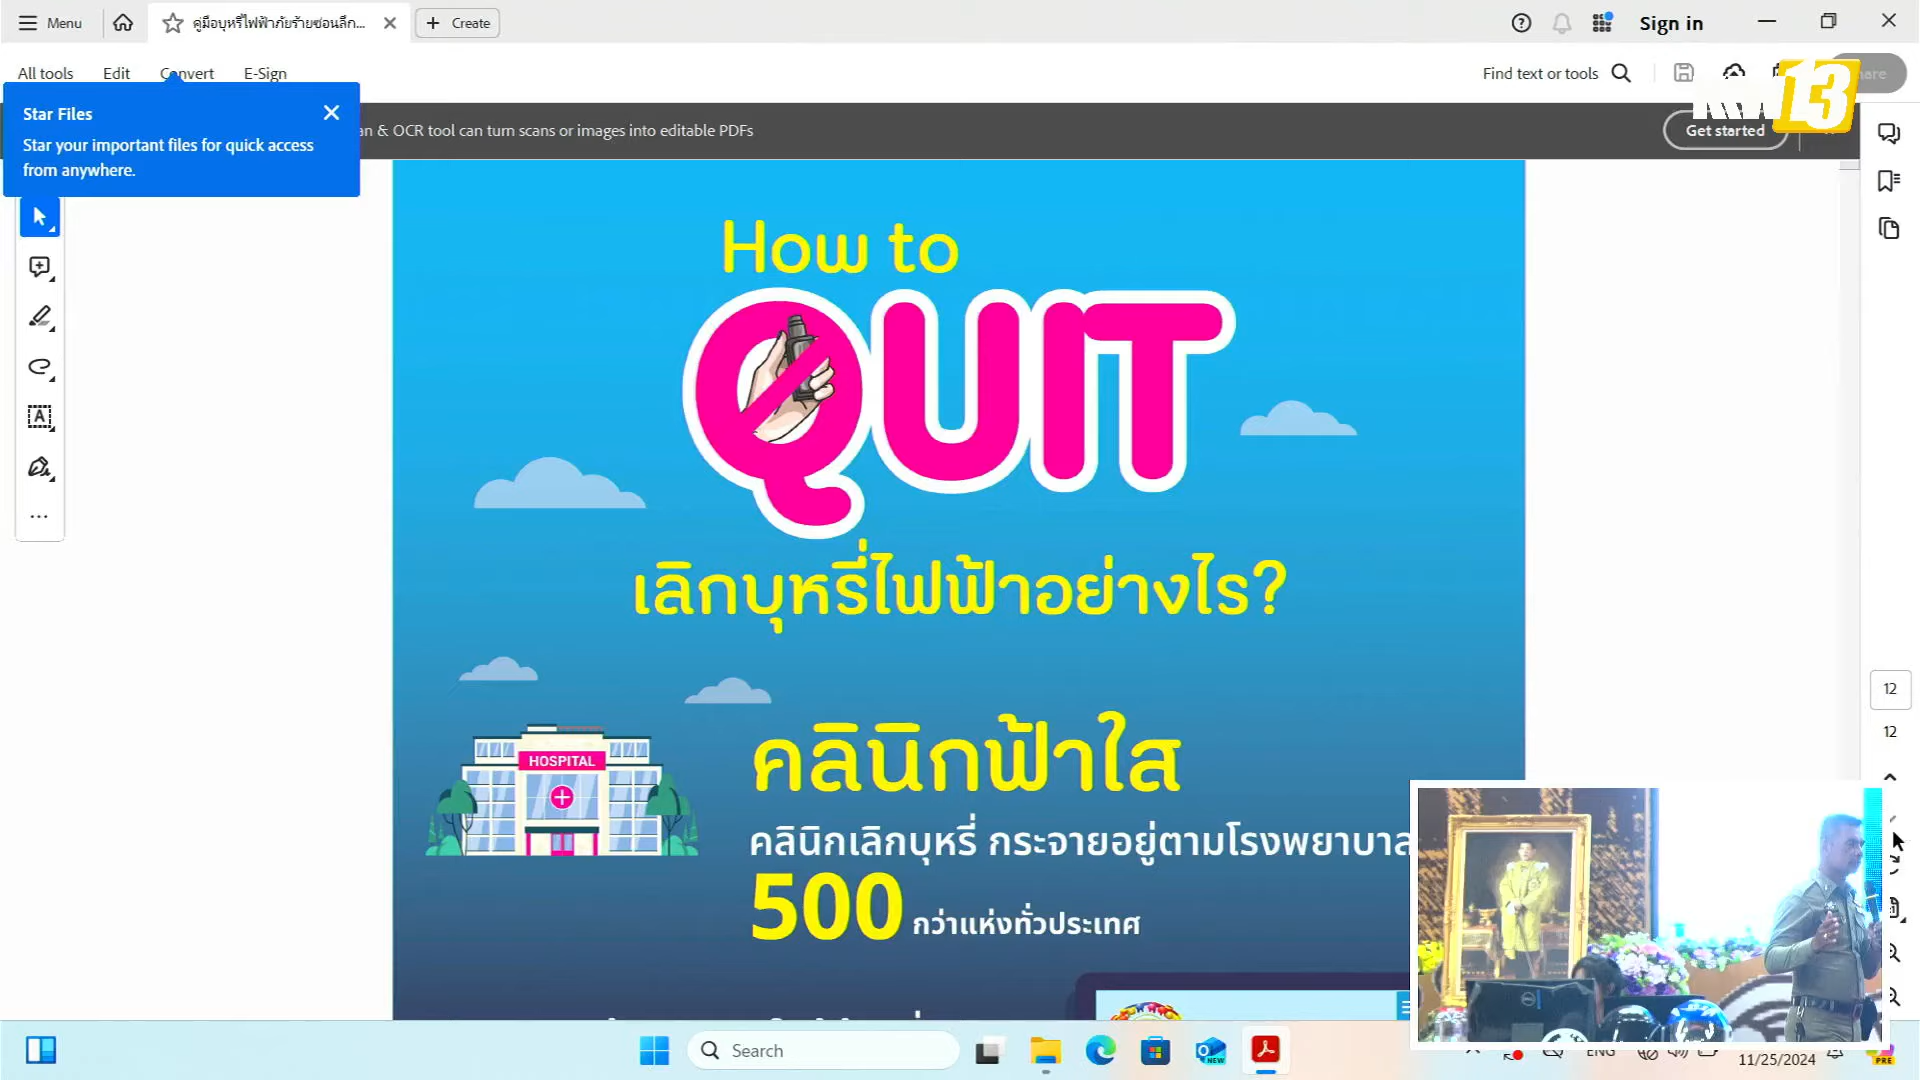 Menu
คู่มือบุหรี่ไฟฟ้าภัยร้ายซ่อนลึก...
Create
Sign in
All tools
Edit
Convert
E-Sign
Find text or tools
13
Star Files
Star your important files for quick access
from anywhere.
& OCR tool can turn scans or images into editable PDFs
Get started
How to
QUIT
เลิกบุหรี่ไฟฟ้าอย่างไร?
12
12
HOSPITAL
คลินิกฟ้าใส
คลินิกเลิกบุหรี่ กระจายอยู่ตามโรงพยาบาล
500 กว่าแห่งทั่วประเทศ
Search
ENG
11/25/2024
PRE
NEW